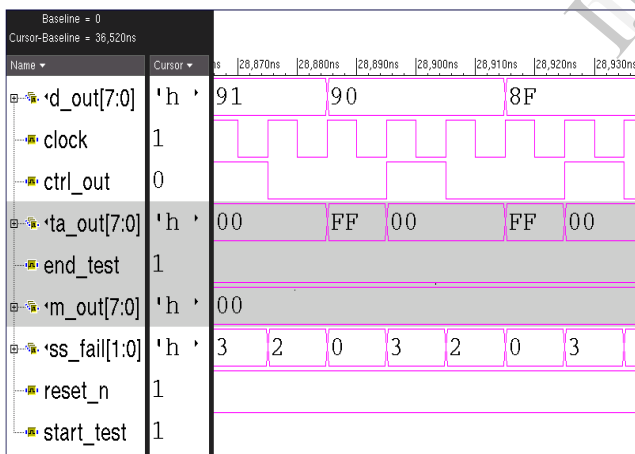 Baseline = 0
Cursor-Baseline = 36,520ns
Name Cursor ns 28,870ns 28,880ns 28,890ns 28,900ns 28,910ns 28,920ns 28,930ns
d_out[7:0] 'h 91 90 8F
clock 1
ctrl_out 0
ta_out[7:0] 'h 00 FF 00 FF 00
end_test 1
m_out[7:0] 'h 00
ss_fail[1:0] 'h 3 2 0 3 2 0 3
reset_n 1
start_test 1